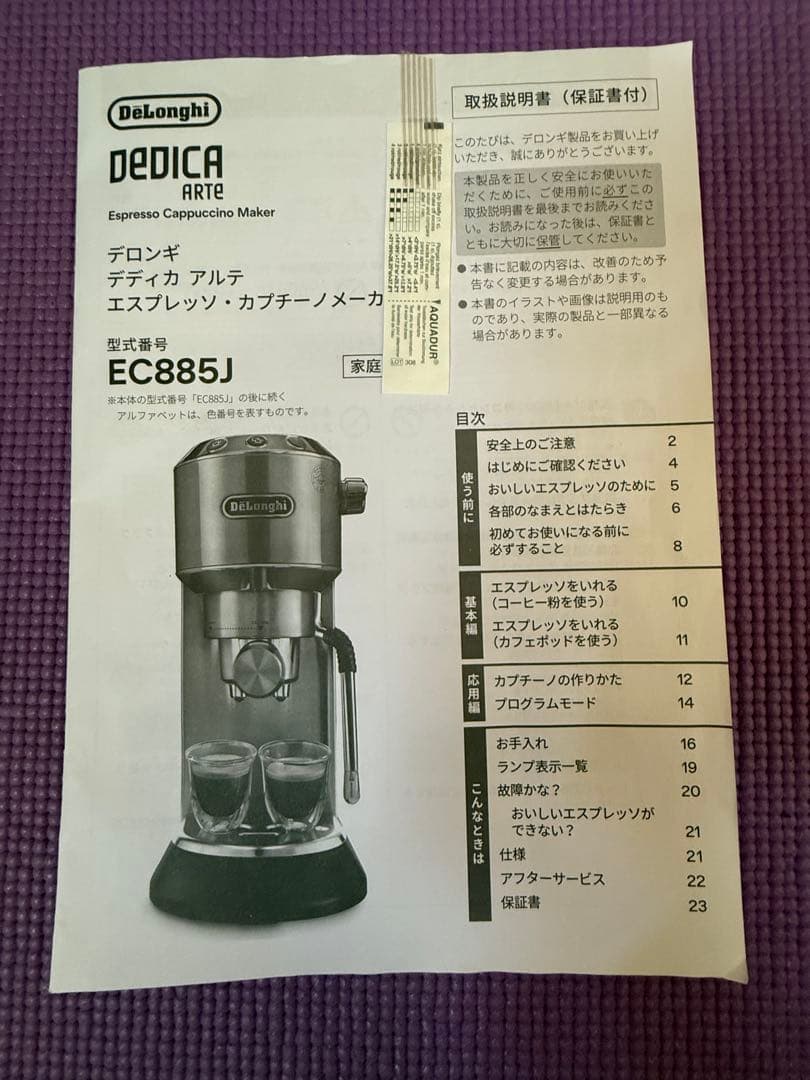 DeLonghi
DEDICA
ARTE
Espresso Cappuccino Maker
デロンギ
デディカ アルテ
エスプレッソ・カプチーノメーカ
型式番号
EC885J
家庭
※本体の型式番号「EC885J」の後に続く
アルファベットは、色番号を表すものです。
DeLonghi
AQUADUR®
LOT 308
取扱説明書（保証書付）
このたびは、デロンギ製品をお買い上げ
いただき、誠にありがとうございます。
本製品を正しく安全にお使いいた
だくために、ご使用前に必ずこの
取扱説明書を最後までお読みくださ
い。お読みになった後は、保証書と
ともに大切に保管してください。
● 本書に記載の内容は、改善のため予
告なく変更する場合があります。
● 本書のイラストや画像は説明用のも
のであり、実際の製品と一部異なる
場合があります。
目次
使う前に
安全上のご注意 2
はじめにご確認ください 4
おいしいエスプレッソのために 5
各部のなまえとはたらき 6
初めてお使いになる前に
必ずすること 8
基本編
エスプレッソをいれる
（コーヒー粉を使う） 10
エスプレッソをいれる
（カフェポッドを使う） 11
応用編
カプチーノの作りかた 12
プログラムモード 14
こんなときは
お手入れ 16
ランプ表示一覧 19
故障かな？ 20
おいしいエスプレッソが
できない？ 21
仕様 21
アフターサービス 22
保証書 23